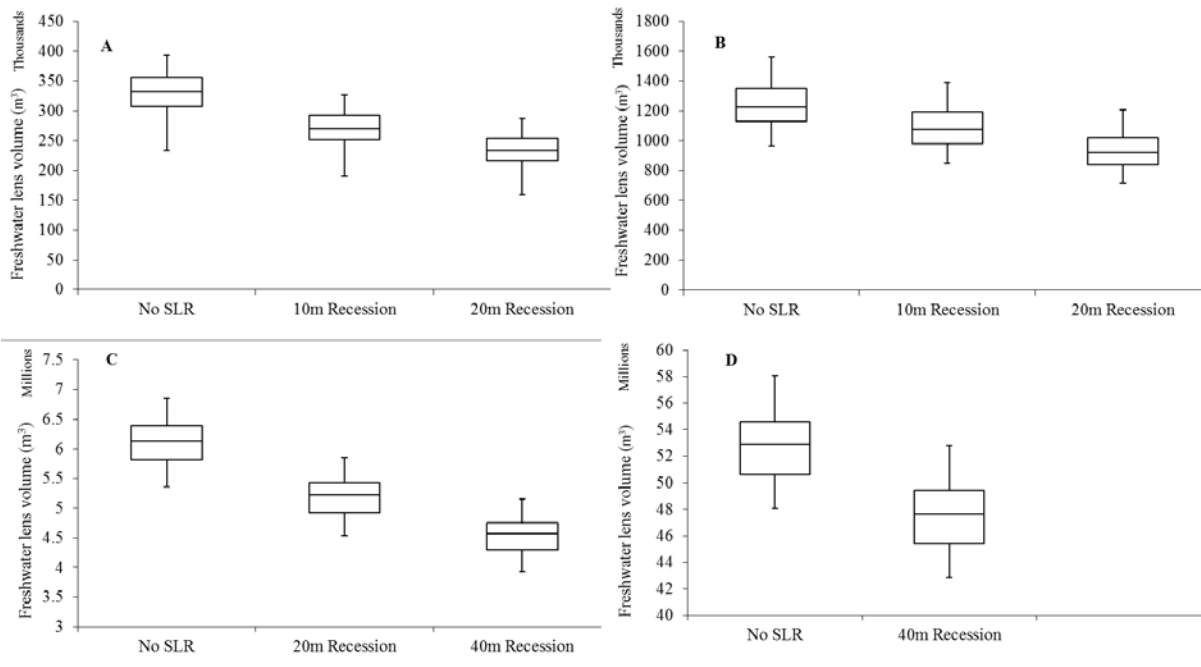 A
Thousands
Freshwater lens volume (m³)
450
400
350
300
250
200
150
100
50
0
No SLR
10m Recession
20m Recession
B
Thousands
Freshwater lens volume (m³)
1800
1600
1400
1200
1000
800
600
400
200
0
No SLR
10m Recession
20m Recession
C
Millions
Freshwater lens volume (m³)
7.5
7
6.5
6
5.5
5
4.5
4
3.5
3
No SLR
20m Recession
40m Recession
D
Millions
Freshwater lens volume (m³)
60
58
56
54
52
50
48
46
44
42
40
No SLR
40m Recession